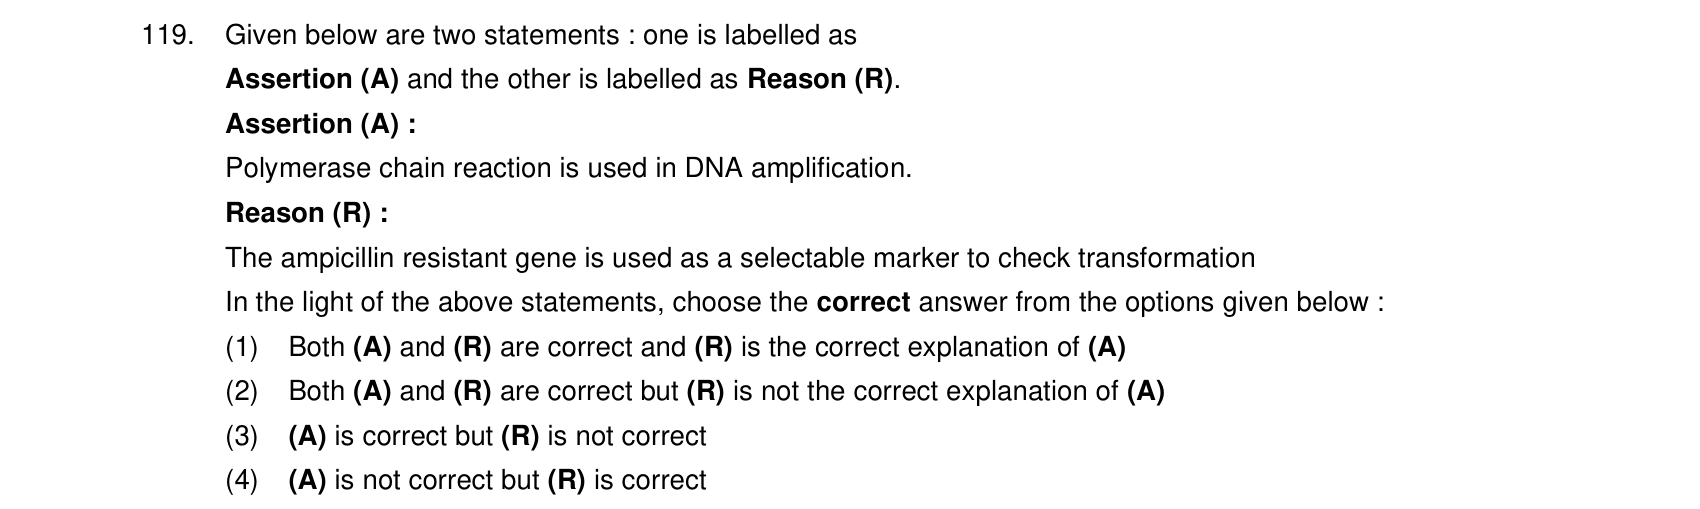 119. Given below are two statements : one is labelled as
Assertion (A) and the other is labelled as Reason (R).
Assertion (A) :
Polymerase chain reaction is used in DNA amplification.
Reason (R) :
The ampicillin resistant gene is used as a selectable marker to check transformation
In the light of the above statements, choose the correct answer from the options given below :
(1) Both (A) and (R) are correct and (R) is the correct explanation of (A)
(2) Both (A) and (R) are correct but (R) is not the correct explanation of (A)
(3) (A) is correct but (R) is not correct
(4) (A) is not correct but (R) is correct